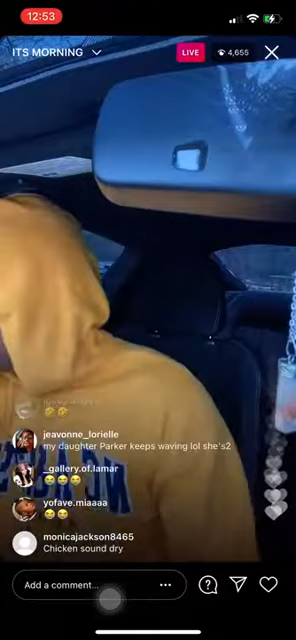 12:53
ITS MORNING
LIVE
4,655
jeavonne_lorielle
my daughter Parker keeps waving lol she's2
_gallery.of.lamar
yofave.miaaaa
monicajackson8465
Chicken sound dry
Add a comment...